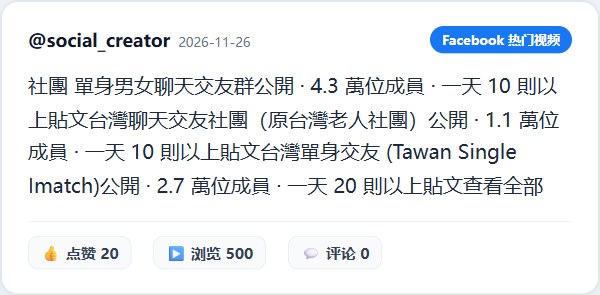 @social_creator 2026-11-26
Facebook 热门视频
社團 單身男女聊天交友群公開 · 4.3 萬位成員 · 一天 10 則以
上貼文台灣聊天交友社團（原台灣老人社團）公開 · 1.1 萬位
成員 · 一天 10 則以上貼文台灣單身交友 (Tawan Single
Imatch)公開 · 2.7 萬位成員 · 一天 20 則以上貼文查看全部
👍 点赞 20 ▶️ 浏览 500 💬 评论 0